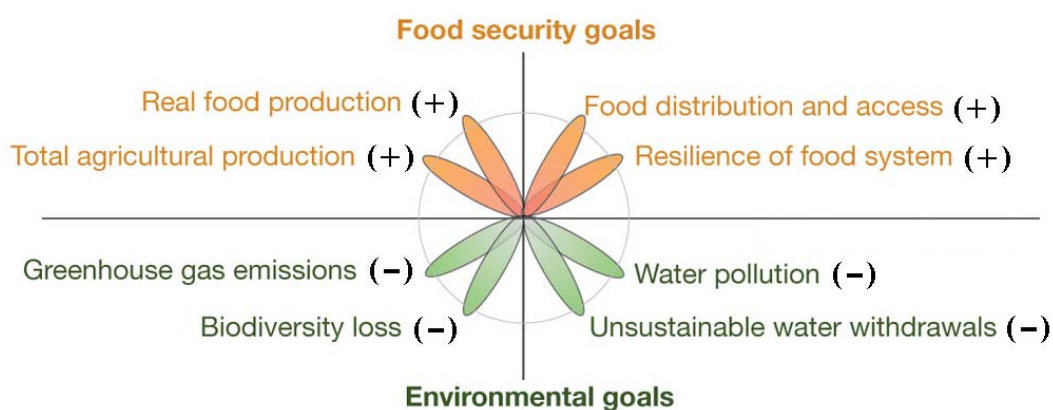 Food security goals
Real food production (+)
Food distribution and access (+)
Total agricultural production (+)
Resilience of food system (+)
Greenhouse gas emissions (−)
Water pollution (−)
Biodiversity loss (−)
Unsustainable water withdrawals (−)
Environmental goals